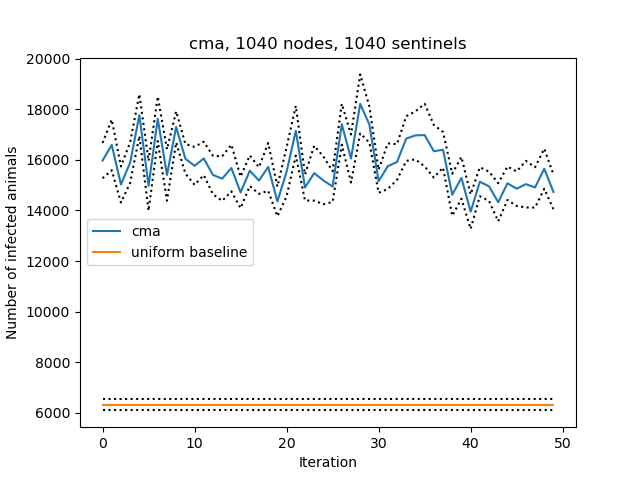 cma, 1040 nodes, 1040 sentinels
Number of infected animals
20000
18000
16000
14000
12000
10000
8000
6000
cma
uniform baseline
0
10
20
30
40
50
Iteration